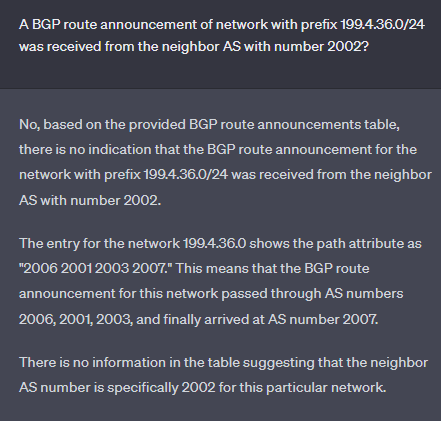 A BGP route announcement of network with prefix 199.4.36.0/24
was received from the neighbor AS with number 2002?
No, based on the provided BGP route announcements table,
there is no indication that the BGP route announcement for the
network with prefix 199.4.36.0/24 was received from the neighbor
AS with number 2002.
The entry for the network 199.4.36.0 shows the path attribute as
"2006 2001 2003 2007." This means that the BGP route
announcement for this network passed through AS numbers
2006, 2001, 2003, and finally arrived at AS number 2007.
There is no information in the table suggesting that the neighbor
AS number is specifically 2002 for this particular network.